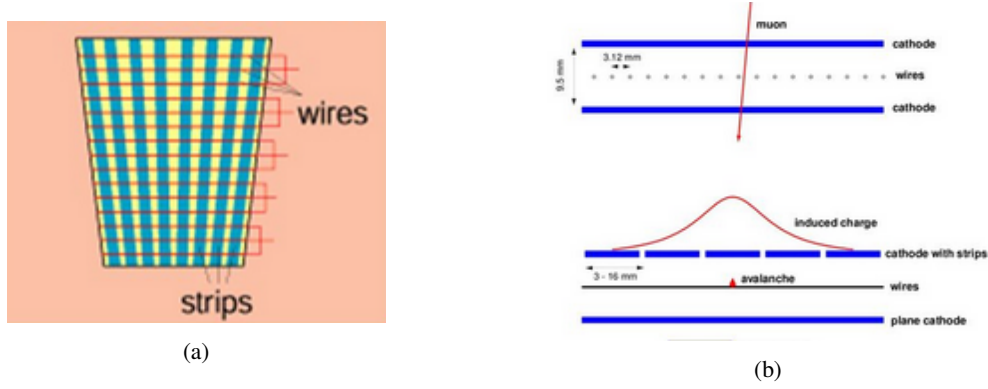 wires
strips
(a)
muon
cathode
3.12 mm
wires
9.5 mm
cathode
induced charge
cathode with strips
3 - 16 mm
avalanche
wires
plane cathode
(b)